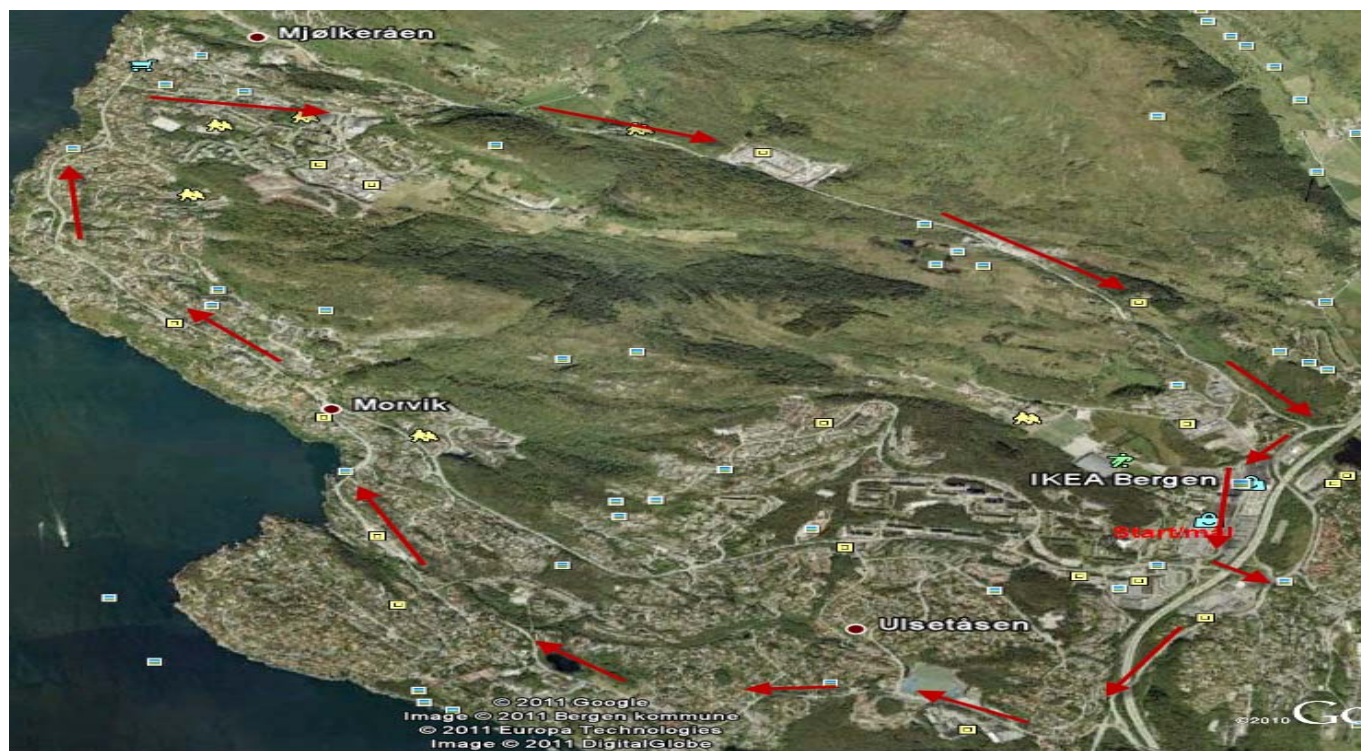 Mjølkeråen
Morvik
IKEA Bergen
Start/mål
Ulsetåsen
© 2011 Google
Image © 2011 Bergen kommune
© 2011 Europa Technologies
Image © 2011 DigitalGlobe
©2010 Go